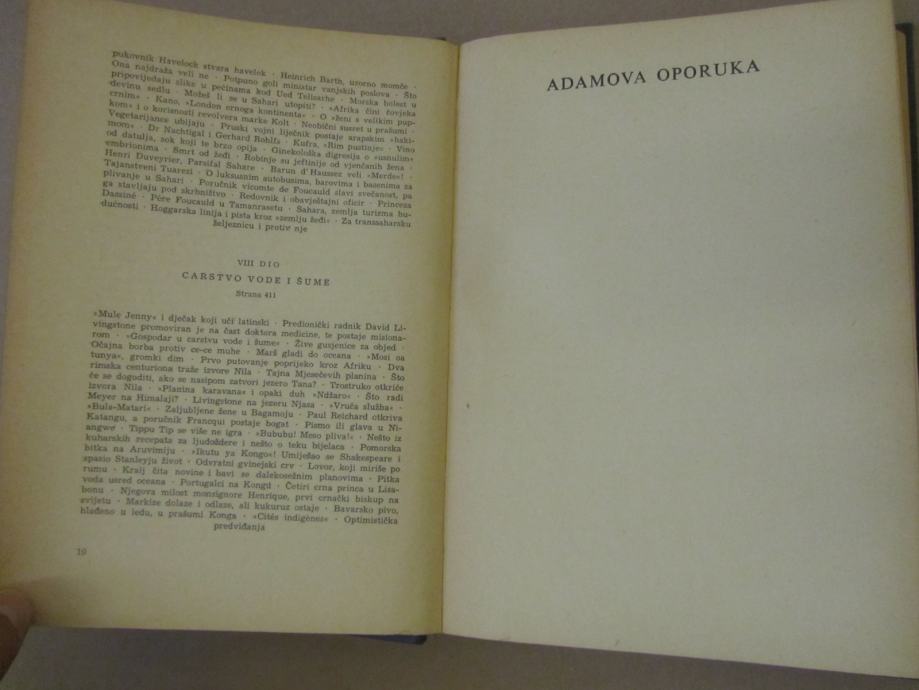 pukovnik Havelock stvara havelok · Heinrich Barth, uzorno momče ·
Ona najdraža veli ne · Potpuno goli ministar vanjskih poslova · Što
pripovijedaju slike u pećinama kod Ued Telisarhe · Morska bolest u
devinu sedlu · Možeš li se u Sahari utopiti? · »Afrika čini čovjeka
crnim« · Kano, »London crnoga kontinenta« · O »ženi s velikim pup-
kom« i o korisnosti revolvera marke Kolt · Neobični susret u prašumi ·
Vegetarijance ubijaju · Pruski vojni liječnik postaje arapskim »haki-
mom« · Dr Nachtigal i Gerhard Rohlfs · Kufra, »Rim pustinje« · Vino
od datulja, sok koji te brzo opija · Ginekološka digresija o »usnulim«
embrionima · Smrt od žeđi · Robinje su jeftinije od vjenčanih žena ·
Henri Duveyrier, Parsifal Sahare · Barun d'Haussez veli »Merde«! ·
Tajanstveni Tuarezi · O luksusnim autobusima, barovima i basenima za
plivanje u Sahari · Poručnik vicomte de Foucauld slavi svečanost, pa
ga stavljaju pod skrbništvo · Redovnik i obavještajni oficir · Princeza
Dassiné · Père Foucauld u Tamanrasetu · Sahara, zemlja turizma bu-
dućnosti · Hoggarska linija i pista kroz »zemlju žeđi« · Za transsaharsku
željeznicu i protiv nje
VIII DIO
CARSTVO VODE I ŠUME
Strana 411
»Mule Jenny« i dječak koji uči latinski · Predionički radnik David Li-
vingstone promoviran je na čast doktora medicine, te postaje misiona-
rom · »Gospodar u carstvu vode i šume« · Žive gusjenice za objed ·
Očajna borba protiv ce-ce muhe · Marš gladi do oceana · »Mosi oa
tunya«, gromki dim · Prvo putovanje poprijeko kroz Afriku · Dva
rimska centuriona traže izvore Nila · Tajna Mjesečevih planina · Što
će se dogoditi, ako se nasipom zatvori jezero Tana? · Trostruko otkriće
izvora Nila · »Planina karavana« i opaki duh »Ndžaro« · Što radi
Meyer na Himalaji? · Livingstone na jezeru Njasa · »Vruća služba« ·
»Bula-Matari« · Zaljubljene žene u Bagamoju · Paul Reichard otkriva
Katangu, a poručnik Francqui postaje bogat · Pismo ili glava u Ni-
angwe · Tippu Tip se više ne igra · »Bububu! Meso pliva!« · Nešto iz
kuharskih recepata za ljudoždere i nešto o teku bijelaca · Pomorska
bitka na Aruvimiju · »Ikutu ya Kongo«! Umiješao se Shakespeare i
spasio Stanleyju život · Odvratni gvinejski crv · Lovor, koji miriše po
rumu · Kralj čita novine i bavi se dalekosežnim planovima · Pitka
voda usred oceana · Portugalci na Kongu · Četiri crna princa u Lisa-
bonu · Njegova milost monsignore Henrique, prvi crnački biskup na
svijetu · Markize dolaze i odlaze, ali kukuruz ostaje · Bavarsko pivo,
hlađeno u ledu, u prašumi Konga · »Cités indigènes« · Optimistička
predviđanja
19
ADAMOVA OPORUKA